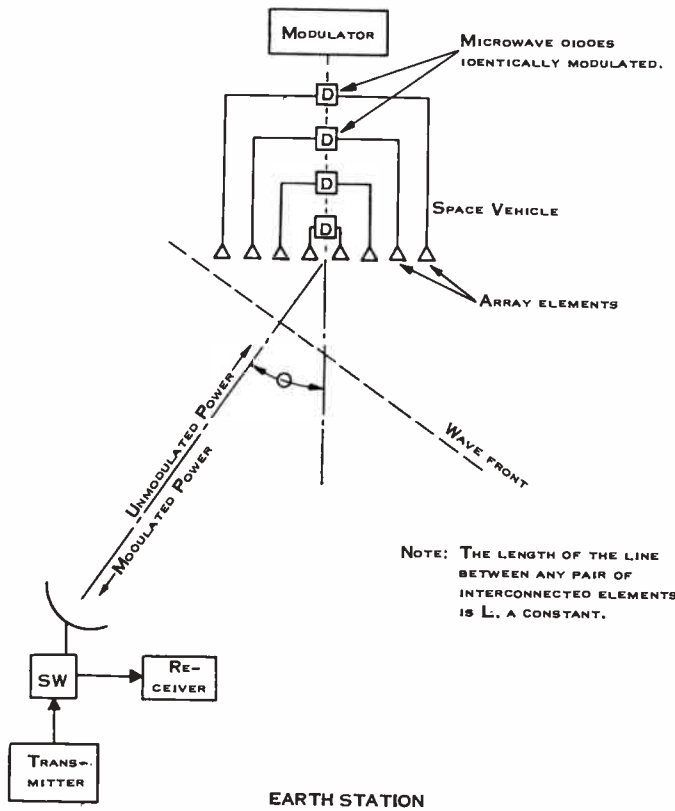 MODULATOR
MICROWAVE DIODES
IDENTICALLY MODULATED.
D
D
D
D
SPACE VEHICLE
ARRAY ELEMENTS
Θ
WAVE FRONT
UNMODULATED POWER
MODULATED POWER
NOTE: THE LENGTH OF THE LINE
BETWEEN ANY PAIR OF
INTERCONNECTED ELEMENTS
IS L, A CONSTANT.
SW
RE-
CEIVER
TRANS-
MITTER
EARTH STATION